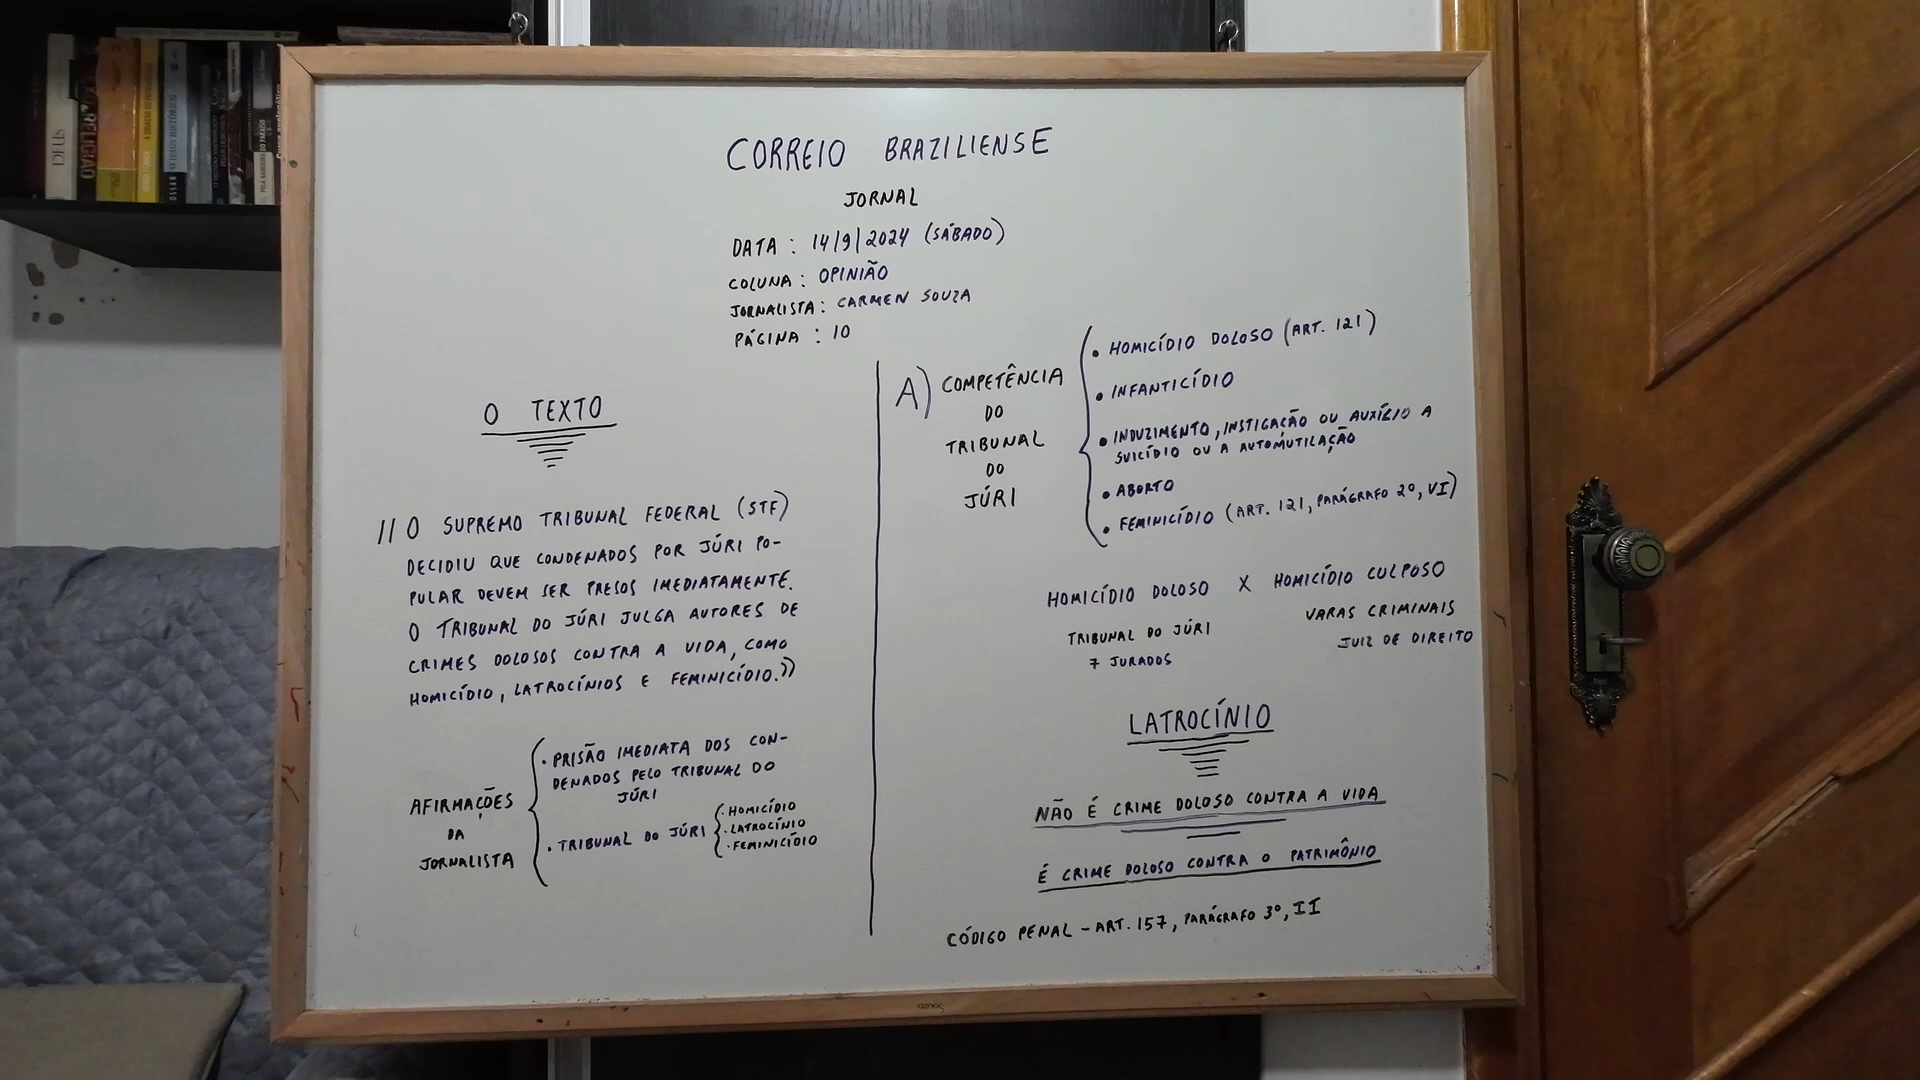 CORREIO BRAZILIENSE
JORNAL
DATA : 14/9/2024 (SÁBADO)
COLUNA : OPINIÃO
JORNALISTA : CARMEN SOUZA
PÁGINA : 10
O TEXTO
// O SUPREMO TRIBUNAL FEDERAL (STF)
DECIDIU QUE CONDENADOS POR JÚRI PO-
PULAR DEVEM SER PRESOS IMEDIATAMENTE.
O TRIBUNAL DO JÚRI JULGA AUTORES DE
CRIMES DOLOSOS CONTRA A VIDA, COMO
HOMICÍDIO, LATROCÍNIOS E FEMINICÍDIO.))
AFIRMAÇÕES
DA
JORNALISTA
• PRISÃO IMEDIATA DOS CON-
DENADOS PELO TRIBUNAL DO
JÚRI
• TRIBUNAL DO JÚRI
• HOMICÍDIO
• LATROCÍNIO
• FEMINICÍDIO
A) COMPETÊNCIA
DO
TRIBUNAL
DO
JÚRI
• HOMICÍDIO DOLOSO (ART. 121)
• INFANTICÍDIO
• INDUZIMENTO, INSTIGAÇÃO OU AUXÍLIO A
SUICÍDIO OU A AUTOMUTILAÇÃO
• ABORTO
• FEMINICÍDIO (ART. 121, PARÁGRAFO 2º, VI)
HOMICÍDIO DOLOSO X HOMICÍDIO CULPOSO
TRIBUNAL DO JÚRI
7 JURADOS
VARAS CRIMINAIS
JUIZ DE DIREITO
LATROCÍNIO
NÃO É CRIME DOLOSO CONTRA A VIDA
É CRIME DOLOSO CONTRA O PATRIMÔNIO
CÓDIGO PENAL - ART. 157, PARÁGRAFO 3º, II
DEUS
RELIGIÃO
O JESUS HISTÓRICO